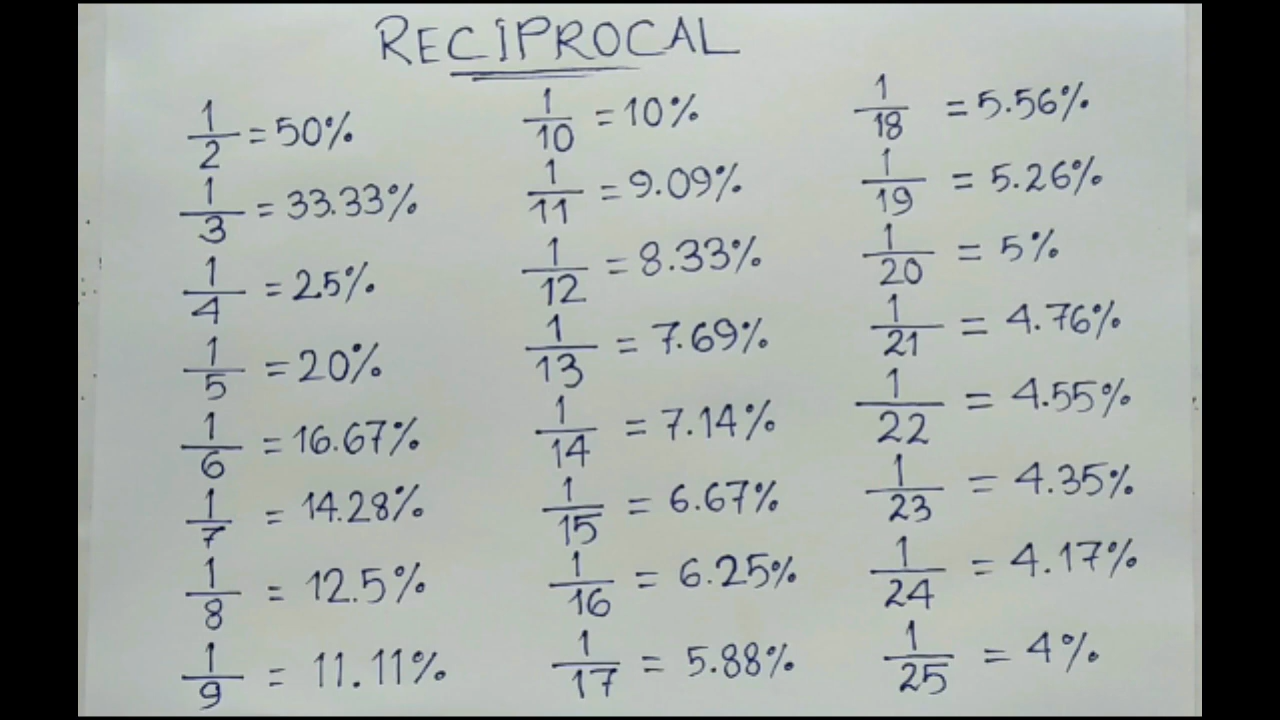 RECIPROCAL
1/2 = 50%
1/3 = 33.33%
1/4 = 25%
1/5 = 20%
1/6 = 16.67%
1/7 = 14.28%
1/8 = 12.5%
1/9 = 11.11%
1/10 = 10%
1/11 = 9.09%
1/12 = 8.33%
1/13 = 7.69%
1/14 = 7.14%
1/15 = 6.67%
1/16 = 6.25%
1/17 = 5.88%
1/18 = 5.56%
1/19 = 5.26%
1/20 = 5%
1/21 = 4.76%
1/22 = 4.55%
1/23 = 4.35%
1/24 = 4.17%
1/25 = 4%